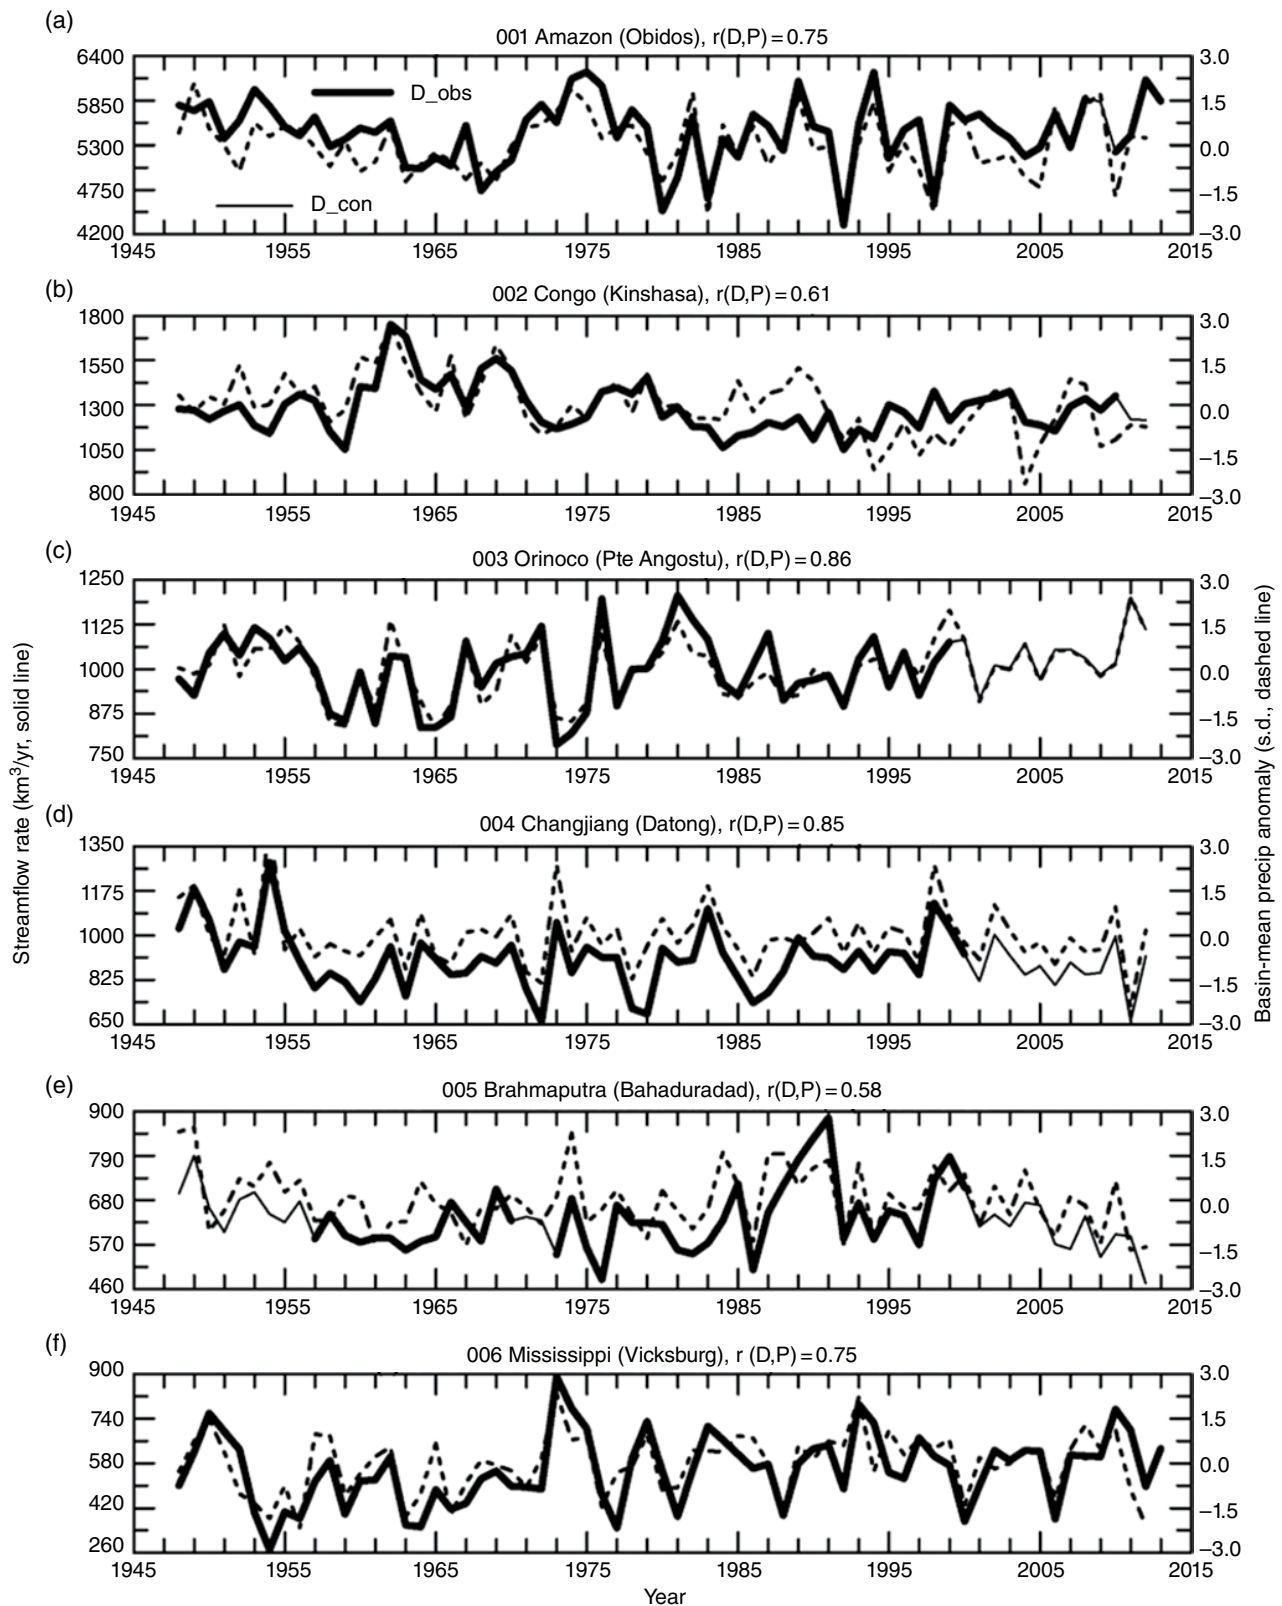 (a)
001 Amazon (Obidos), r(D,P)=0.75
6400
5850
5300
4750
4200
D_obs
D_con
3.0
1.5
0.0
−1.5
−3.0
1945 1955 1965 1975 1985 1995 2005 2015
(b)
002 Congo (Kinshasa), r(D,P)=0.61
1800
1550
1300
1050
800
3.0
1.5
0.0
−1.5
−3.0
1945 1955 1965 1975 1985 1995 2005 2015
(c)
003 Orinoco (Pte Angostu), r(D,P)=0.86
1250
1125
1000
875
750
3.0
1.5
0.0
−1.5
−3.0
1945 1955 1965 1975 1985 1995 2005 2015
(d)
004 Changjiang (Datong), r(D,P)=0.85
1350
1175
1000
825
650
3.0
1.5
0.0
−1.5
−3.0
1945 1955 1965 1975 1985 1995 2005 2015
(e)
005 Brahmaputra (Bahaduradad), r(D,P)=0.58
900
790
680
570
460
3.0
1.5
0.0
−1.5
−3.0
1945 1955 1965 1975 1985 1995 2005 2015
(f)
006 Mississippi (Vicksburg), r (D,P)=0.75
900
740
580
420
260
3.0
1.5
0.0
−1.5
−3.0
1945 1955 1965 1975 1985 1995 2005 2015
Year
Streamflow rate (km³/yr, solid line)
Basin-mean precip anomaly (s.d., dashed line)